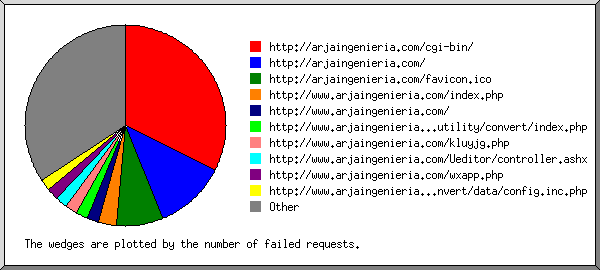 http://arjaingenieria.com/cgi-bin/
http://arjaingenieria.com/
http://arjaingenieria.com/favicon.ico
http://www.arjaingenieria.com/index.php
http://www.arjaingenieria.com/
http://www.arjaingenieria...utility/convert/index.php
http://www.arjaingenieria.com/kluyjg.php
http://www.arjaingenieria.com/Ueditor/controller.ashx
http://www.arjaingenieria.com/wxapp.php
http://www.arjaingenieria...nvert/data/config.inc.php
Other
The wedges are plotted by the number of failed requests.